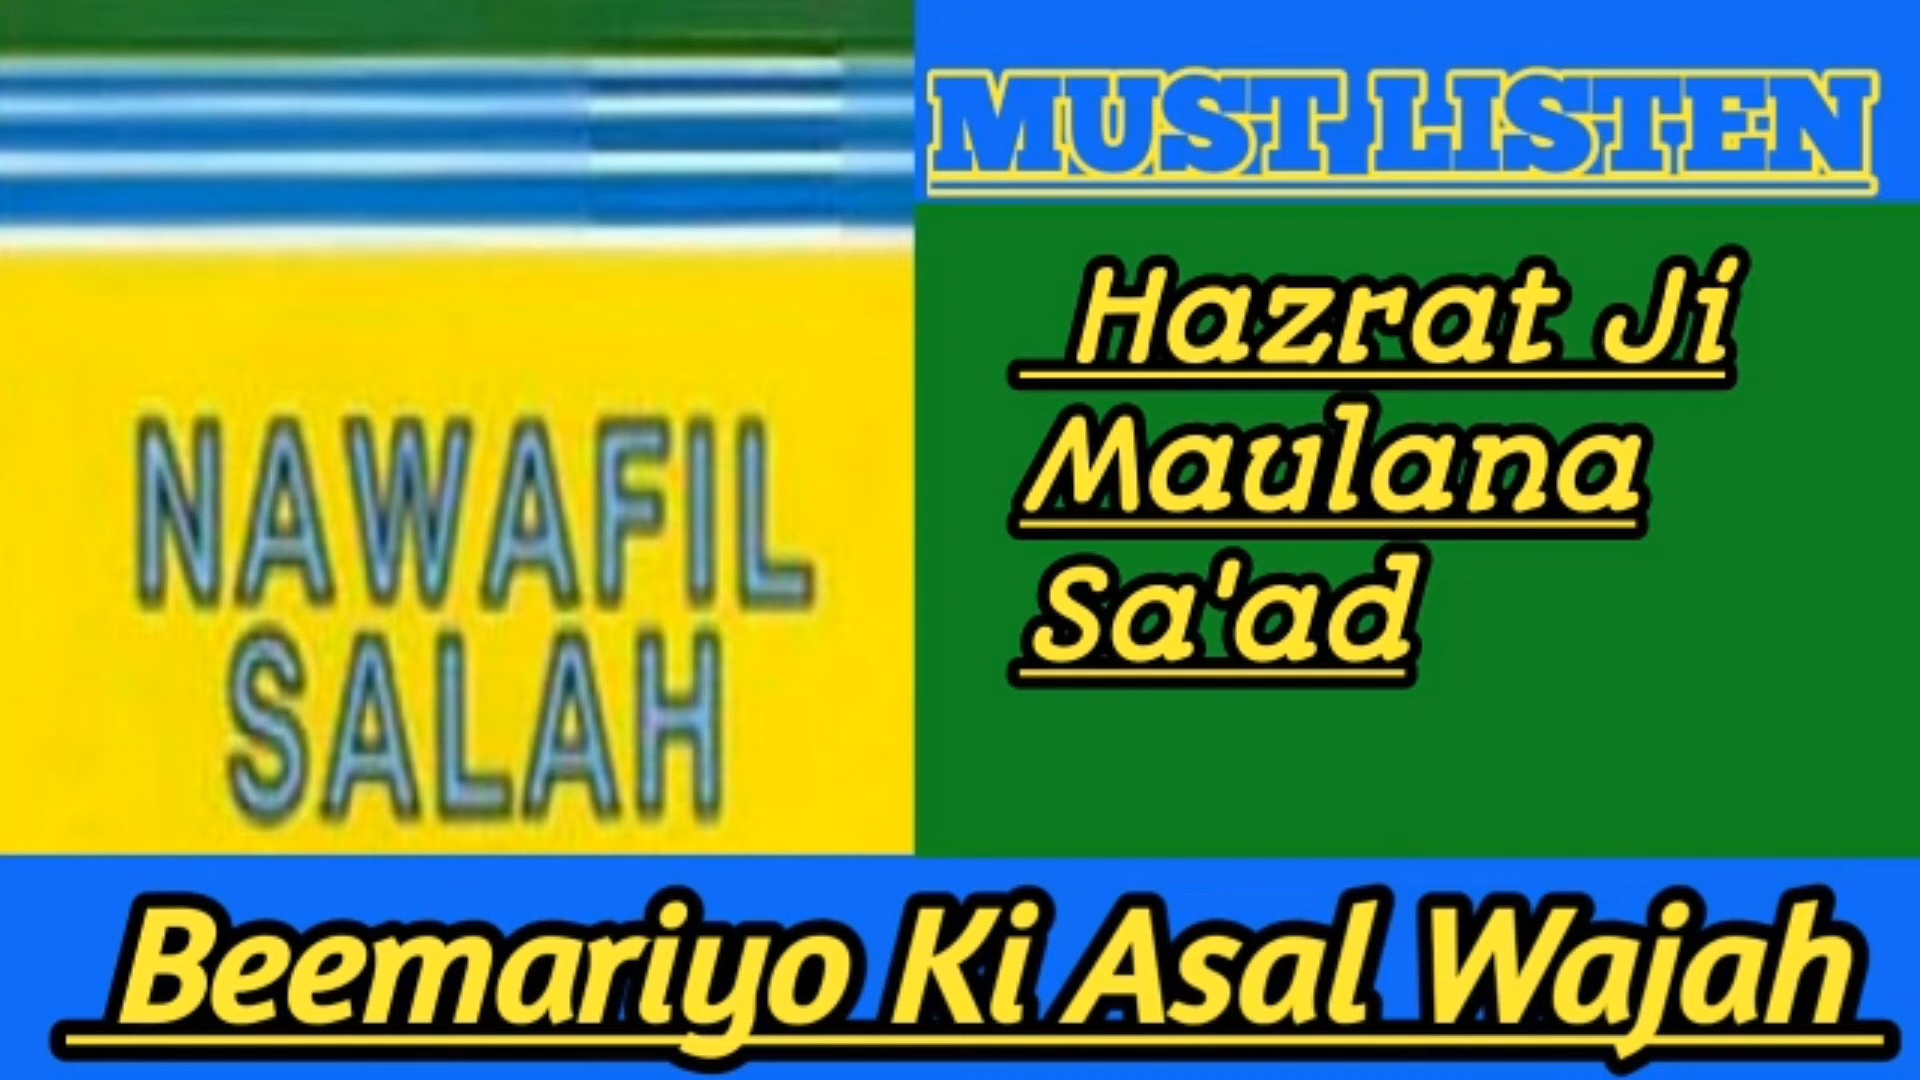 MUST LISTEN
NAWAFIL
SALAH
Hazrat Ji
Maulana
Sa'ad
Beemariyo Ki Asal Wajah